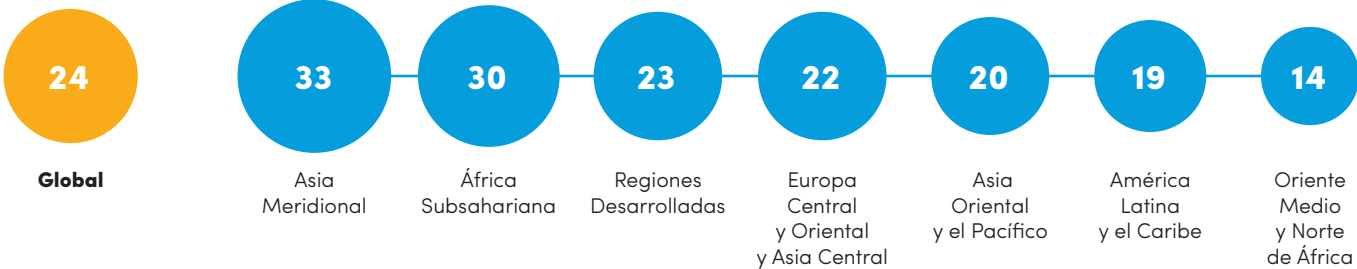 24
Global
33
Asia
Meridional
30
África
Subsahariana
23
Regiones
Desarrolladas
22
Europa
Central
y Oriental
y Asia Central
20
Asia
Oriental
y el Pacífico
19
América
Latina
y el Caribe
14
Oriente
Medio
y Norte
de África